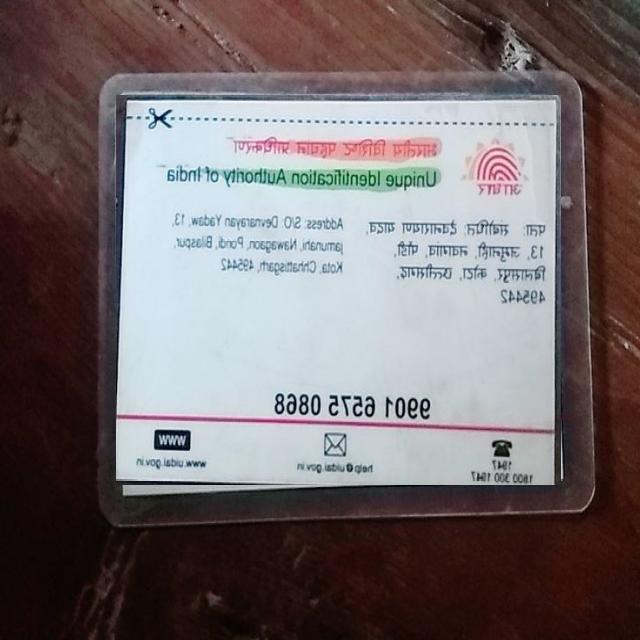 भारतीय विशिष्ट पहचान प्राधिकरण
Unique Identification Authority of India
आधार
पताः संबंधितः देवनारायण यादव,
13, जमुनाही, नवागांव, पोंड़ी,
बिलासपुर, कोटा, छत्तीसगढ़,
495442
Address: S/O: Devnarayan Yadaw, 13,
jamunahi, Nawagaon, Pondi, Bilaspur,
Kota, Chhattisgarh, 495442
9901 6575 0868
1947
1800 300 1947
help@uidai.gov.in
WWW
www.uidai.gov.in